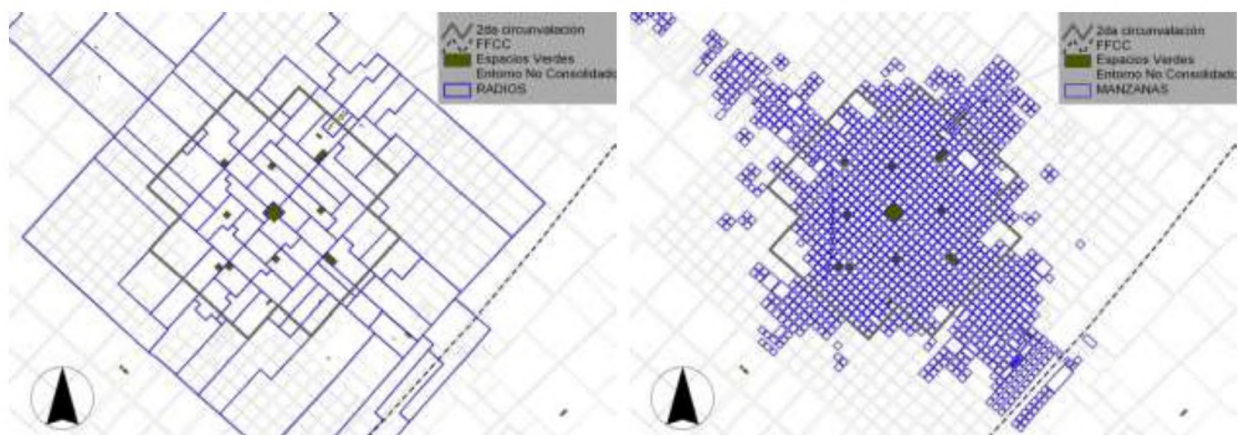 2da circunvalación
FFCC
Espacios Verdes
Entorno No Consolidado
RADIOS
2da circunvalación
FFCC
Espacios Verdes
Entorno No Consolidado
MANZANAS